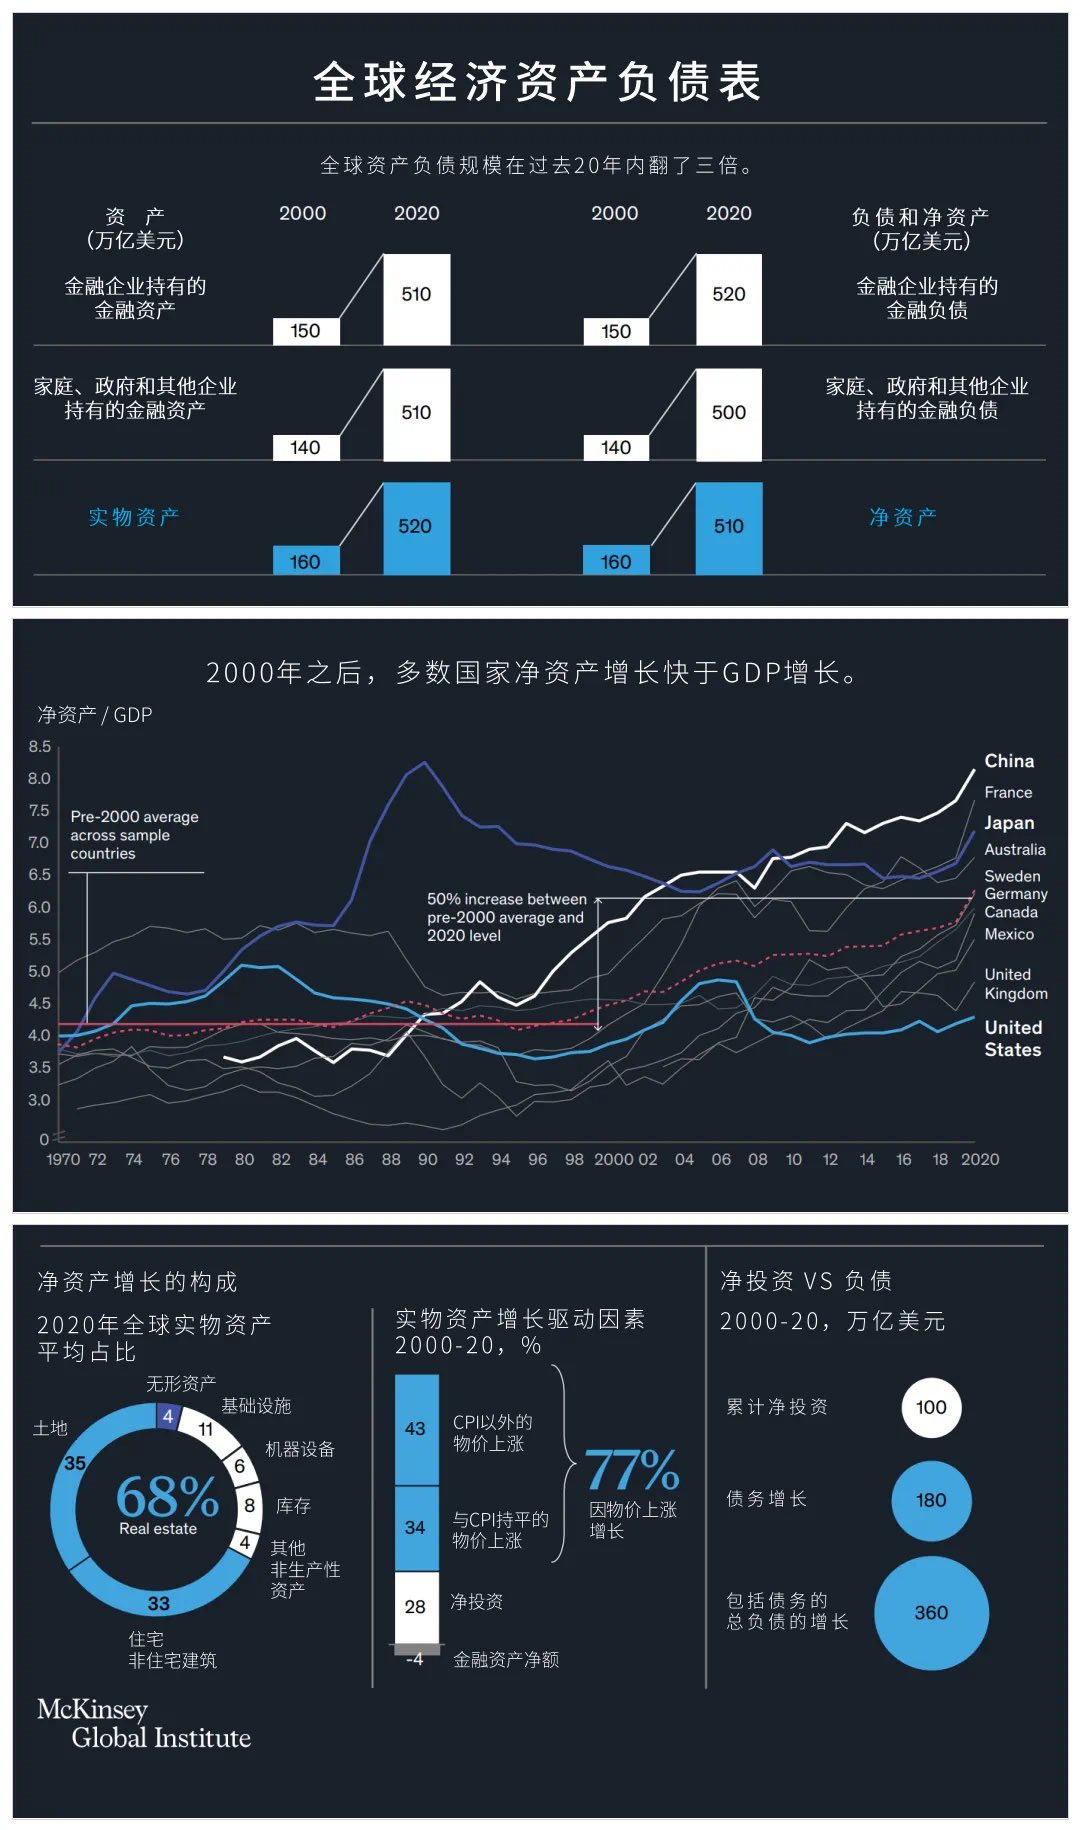 全球经济资产负债表
全球资产负债规模在过去20年内翻了三倍。
资 产
（万亿美元）
2000
2020
2000
2020
负债和净资产
（万亿美元）
金融企业持有的
金融资产
150
510
150
520
金融企业持有的
金融负债
家庭、政府和其他企业
持有的金融资产
140
510
140
500
家庭、政府和其他企业
持有的金融负债
实物资产
160
520
160
510
净资产
2000年之后，多数国家净资产增长快于GDP增长。
净资产 / GDP
8.5
8.0
7.5
7.0
6.5
6.0
5.5
5.0
4.5
4.0
3.5
3.0
0
Pre-2000 average
across sample
countries
50% increase between
pre-2000 average and
2020 level
China
France
Japan
Australia
Sweden
Germany
Canada
Mexico
United
Kingdom
United
States
1970 72 74 76 78 80 82 84 86 88 90 92 94 96 98 2000 02 04 06 08 10 12 14 16 18 2020
净资产增长的构成
2020年全球实物资产
平均占比
无形资产
4
基础设施
11
机器设备
6
库存
8
其他
非生产性
资产
4
土地
35
68%
Real estate
33
住宅
非住宅建筑
实物资产增长驱动因素
2000-20，%
43
CPI以外的
物价上涨
34
与CPI持平的
物价上涨
77%
因物价上涨
增长
28
净投资
-4
金融资产净额
净投资 VS 负债
2000-20，万亿美元
累计净投资
100
债务增长
180
包括债务的
总负债的增长
360
McKinsey
Global Institute